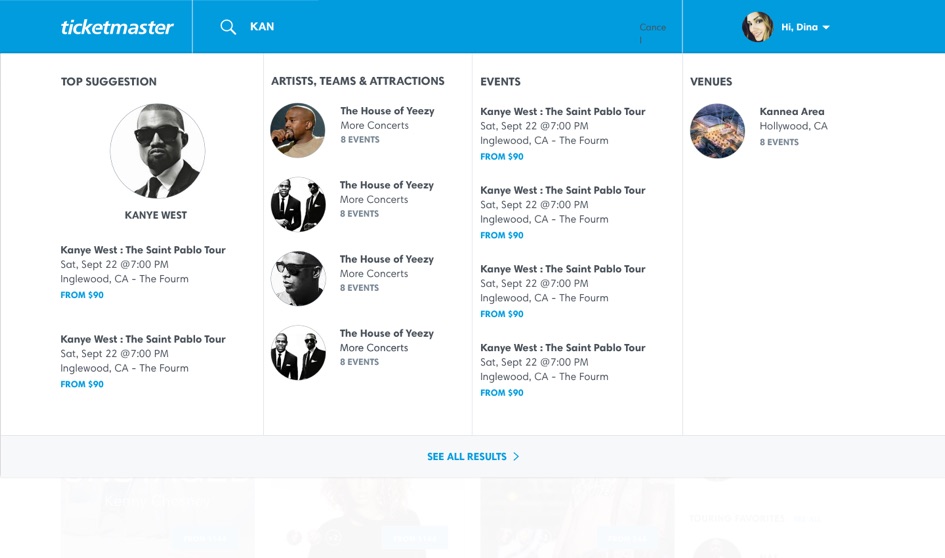 ticketmaster
KAN
Cance
l
Hi, Dina
TOP SUGGESTION
KANYE WEST
Kanye West : The Saint Pablo Tour
Sat, Sept 22 @7:00 PM
Inglewood, CA - The Fourm
FROM $90
Kanye West : The Saint Pablo Tour
Sat, Sept 22 @7:00 PM
Inglewood, CA - The Fourm
FROM $90
ARTISTS, TEAMS & ATTRACTIONS
The House of Yeezy
More Concerts
8 EVENTS
The House of Yeezy
More Concerts
8 EVENTS
The House of Yeezy
More Concerts
8 EVENTS
The House of Yeezy
More Concerts
8 EVENTS
EVENTS
Kanye West : The Saint Pablo Tour
Sat, Sept 22 @7:00 PM
Inglewood, CA - The Fourm
FROM $90
Kanye West : The Saint Pablo Tour
Sat, Sept 22 @7:00 PM
Inglewood, CA - The Fourm
FROM $90
Kanye West : The Saint Pablo Tour
Sat, Sept 22 @7:00 PM
Inglewood, CA - The Fourm
FROM $90
Kanye West : The Saint Pablo Tour
Sat, Sept 22 @7:00 PM
Inglewood, CA - The Fourm
FROM $90
VENUES
Kannea Area
Hollywood, CA
8 EVENTS
SEE ALL RESULTS